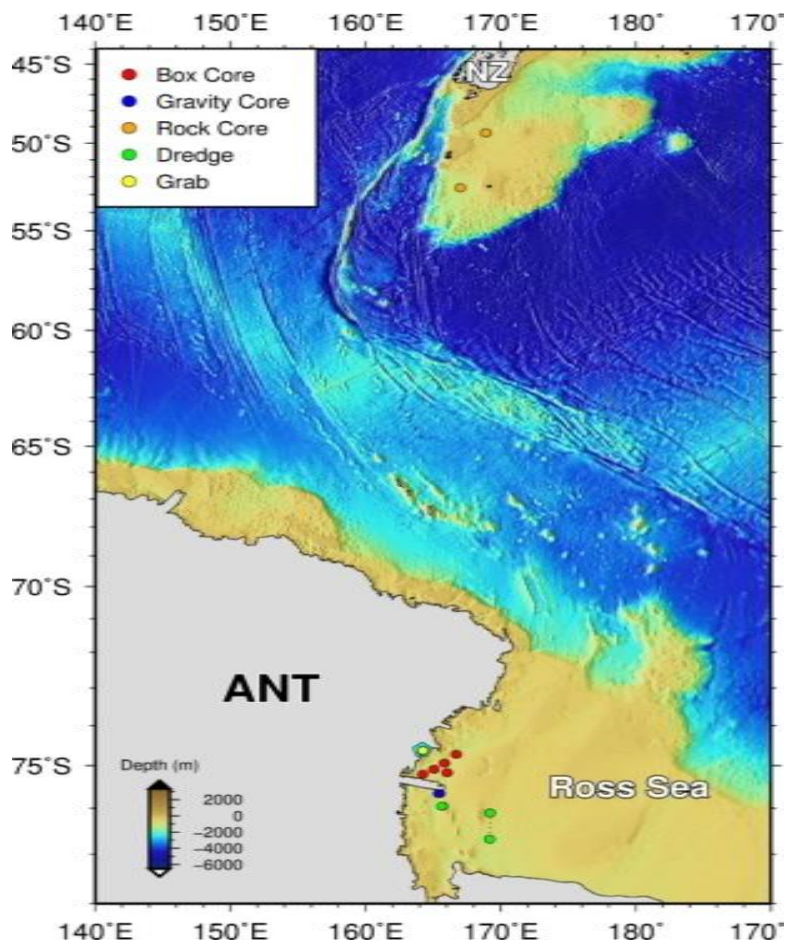 140°E 150°E 160°E 170°E 180° 170°
45°S
NZ
Box Core
Gravity Core
Rock Core
Dredge
Grab
50°S
55°S
60°S
65°S
70°S
ANT
75°S
Depth (m)
Ross Sea
2000
0
−2000
−4000
−6000
140°E 150°E 160°E 170°E 180° 170°